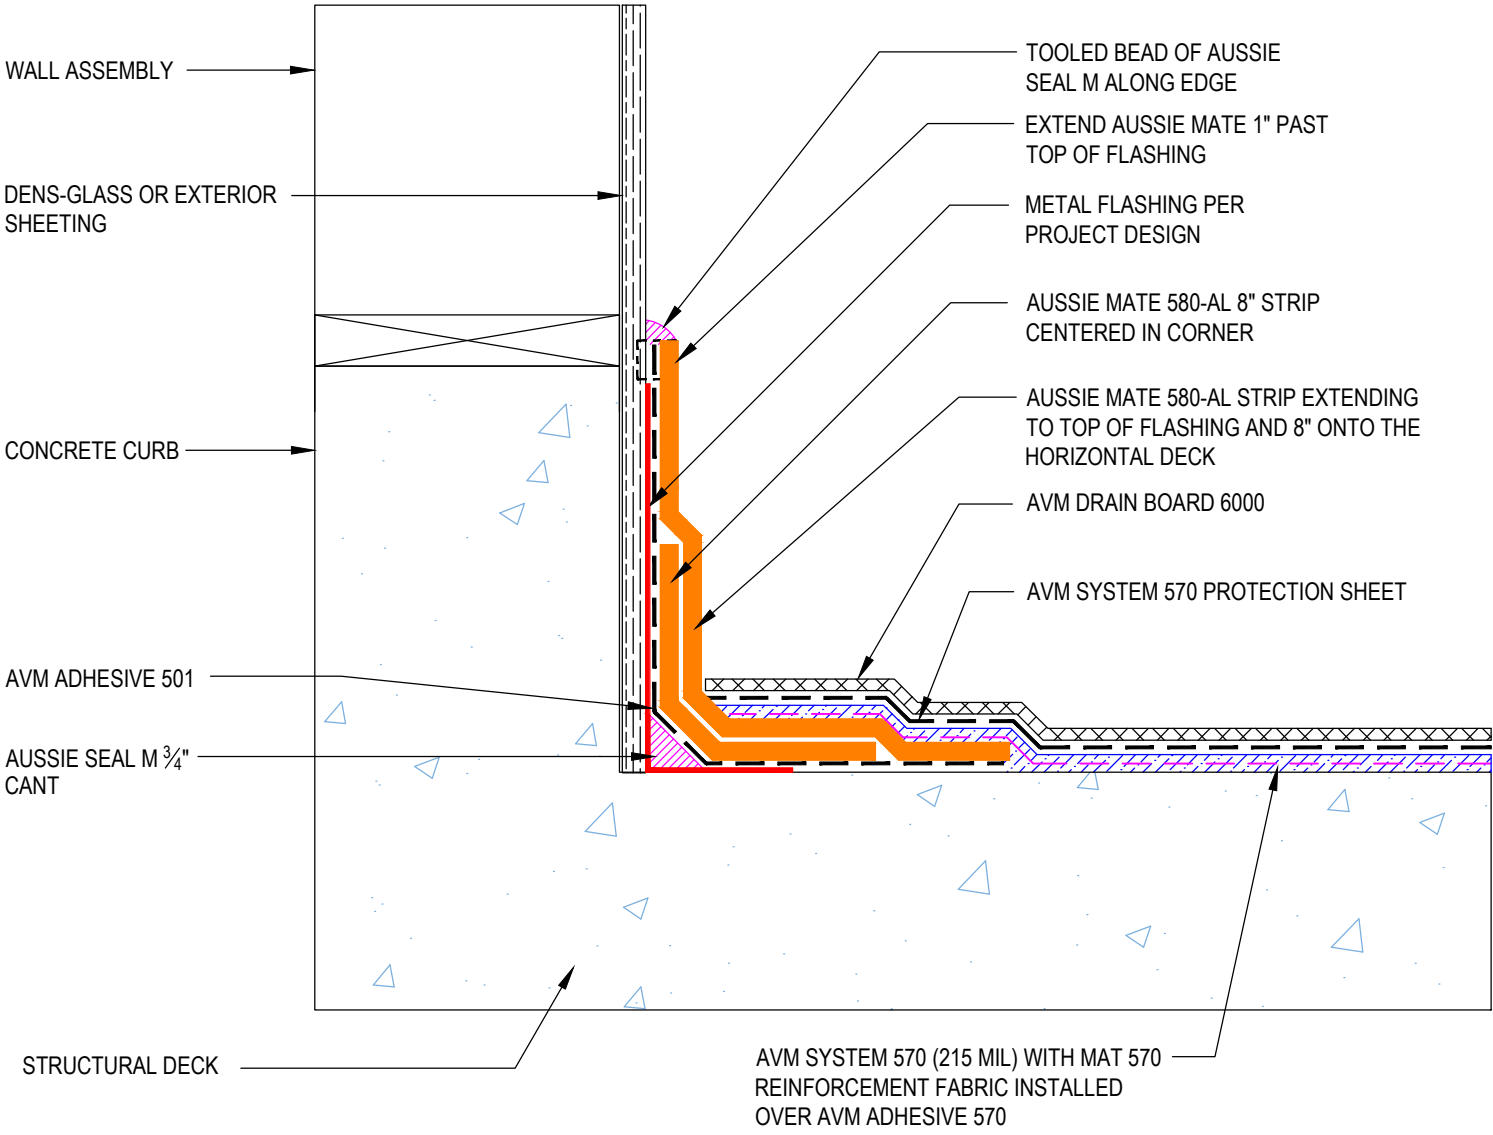 WALL ASSEMBLY
DENS-GLASS OR EXTERIOR
SHEETING
CONCRETE CURB
AVM ADHESIVE 501
AUSSIE SEAL M ¾"
CANT
STRUCTURAL DECK
TOOLED BEAD OF AUSSIE
SEAL M ALONG EDGE
EXTEND AUSSIE MATE 1" PAST
TOP OF FLASHING
METAL FLASHING PER
PROJECT DESIGN
AUSSIE MATE 580-AL 8" STRIP
CENTERED IN CORNER
AUSSIE MATE 580-AL STRIP EXTENDING
TO TOP OF FLASHING AND 8" ONTO THE
HORIZONTAL DECK
AVM DRAIN BOARD 6000
AVM SYSTEM 570 PROTECTION SHEET
AVM SYSTEM 570 (215 MIL) WITH MAT 570
REINFORCEMENT FABRIC INSTALLED
OVER AVM ADHESIVE 570